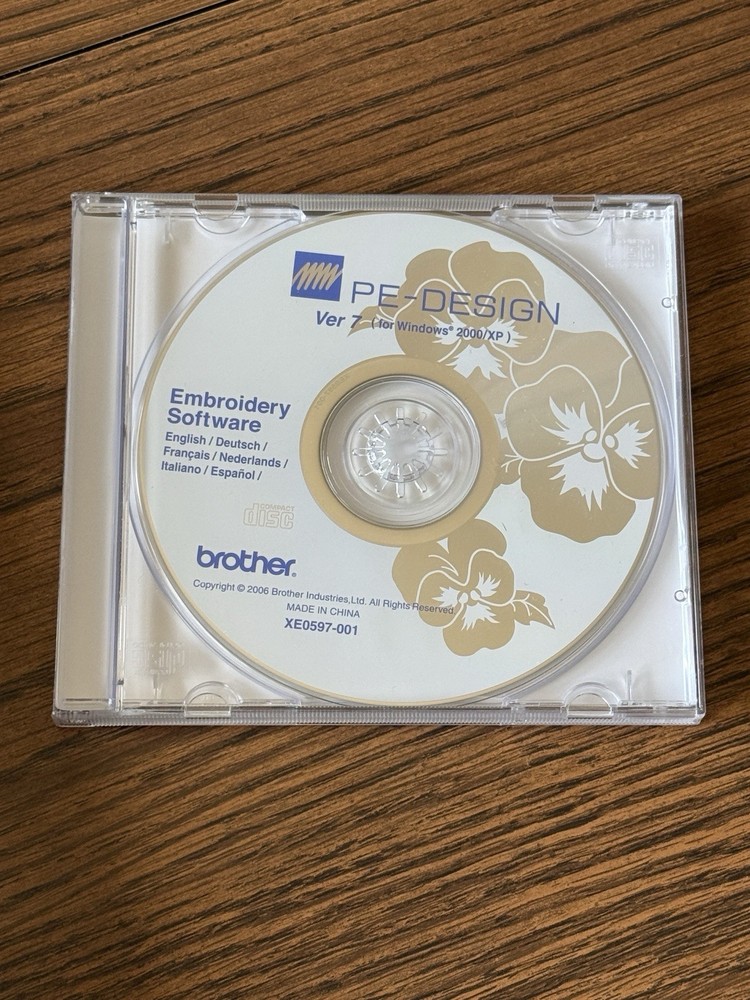 PE-DESIGN
Ver 7 ( for Windows® 2000/XP )
Embroidery
Software
English / Deutsch /
Français / Nederlands /
Italiano / Español /
COMPACT
disc
brother®
Copyright © 2006 Brother Industries,Ltd. All Rights Reserved
MADE IN CHINA
XE0597-001